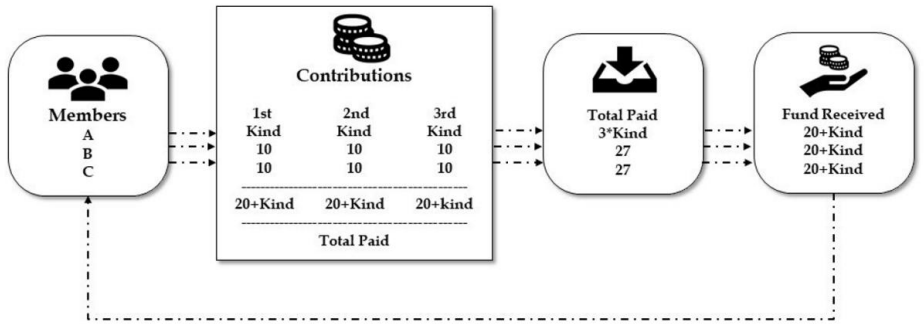 Members
A
B
C
Contributions
1st 2nd 3rd
Kind Kind Kind
10 10 10
10 10 10
20+Kind 20+Kind 20+kind
Total Paid
Total Paid
3*Kind
27
27
Fund Received
20+Kind
20+Kind
20+Kind